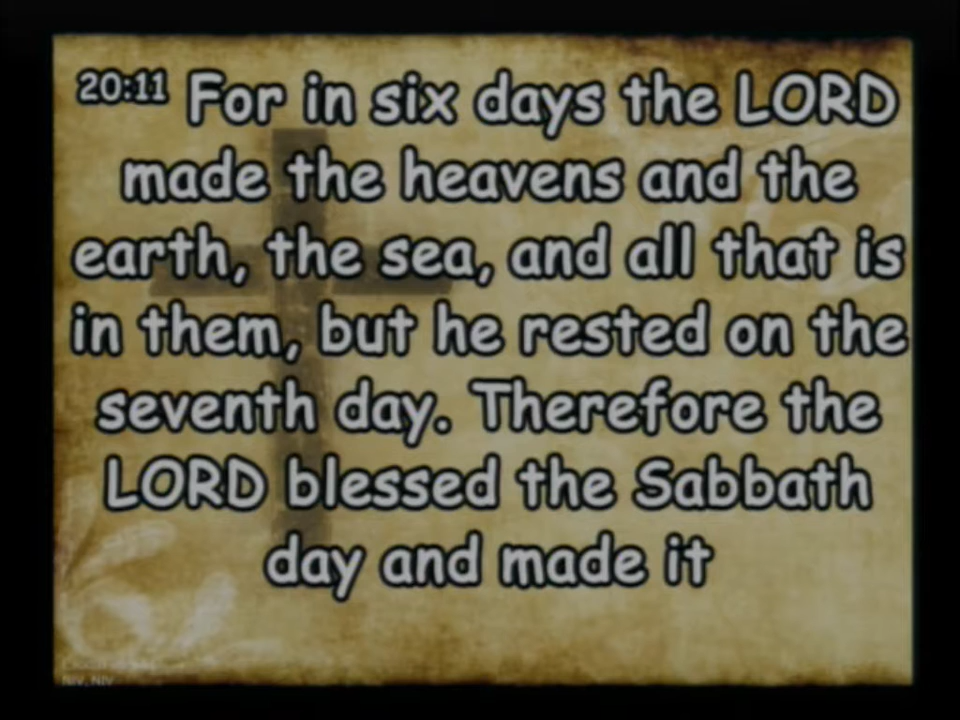 20:11 For in six days the LORD
made the heavens and the
earth, the sea, and all that is
in them, but he rested on the
seventh day. Therefore the
LORD blessed the Sabbath
day and made it
NIV, NIV